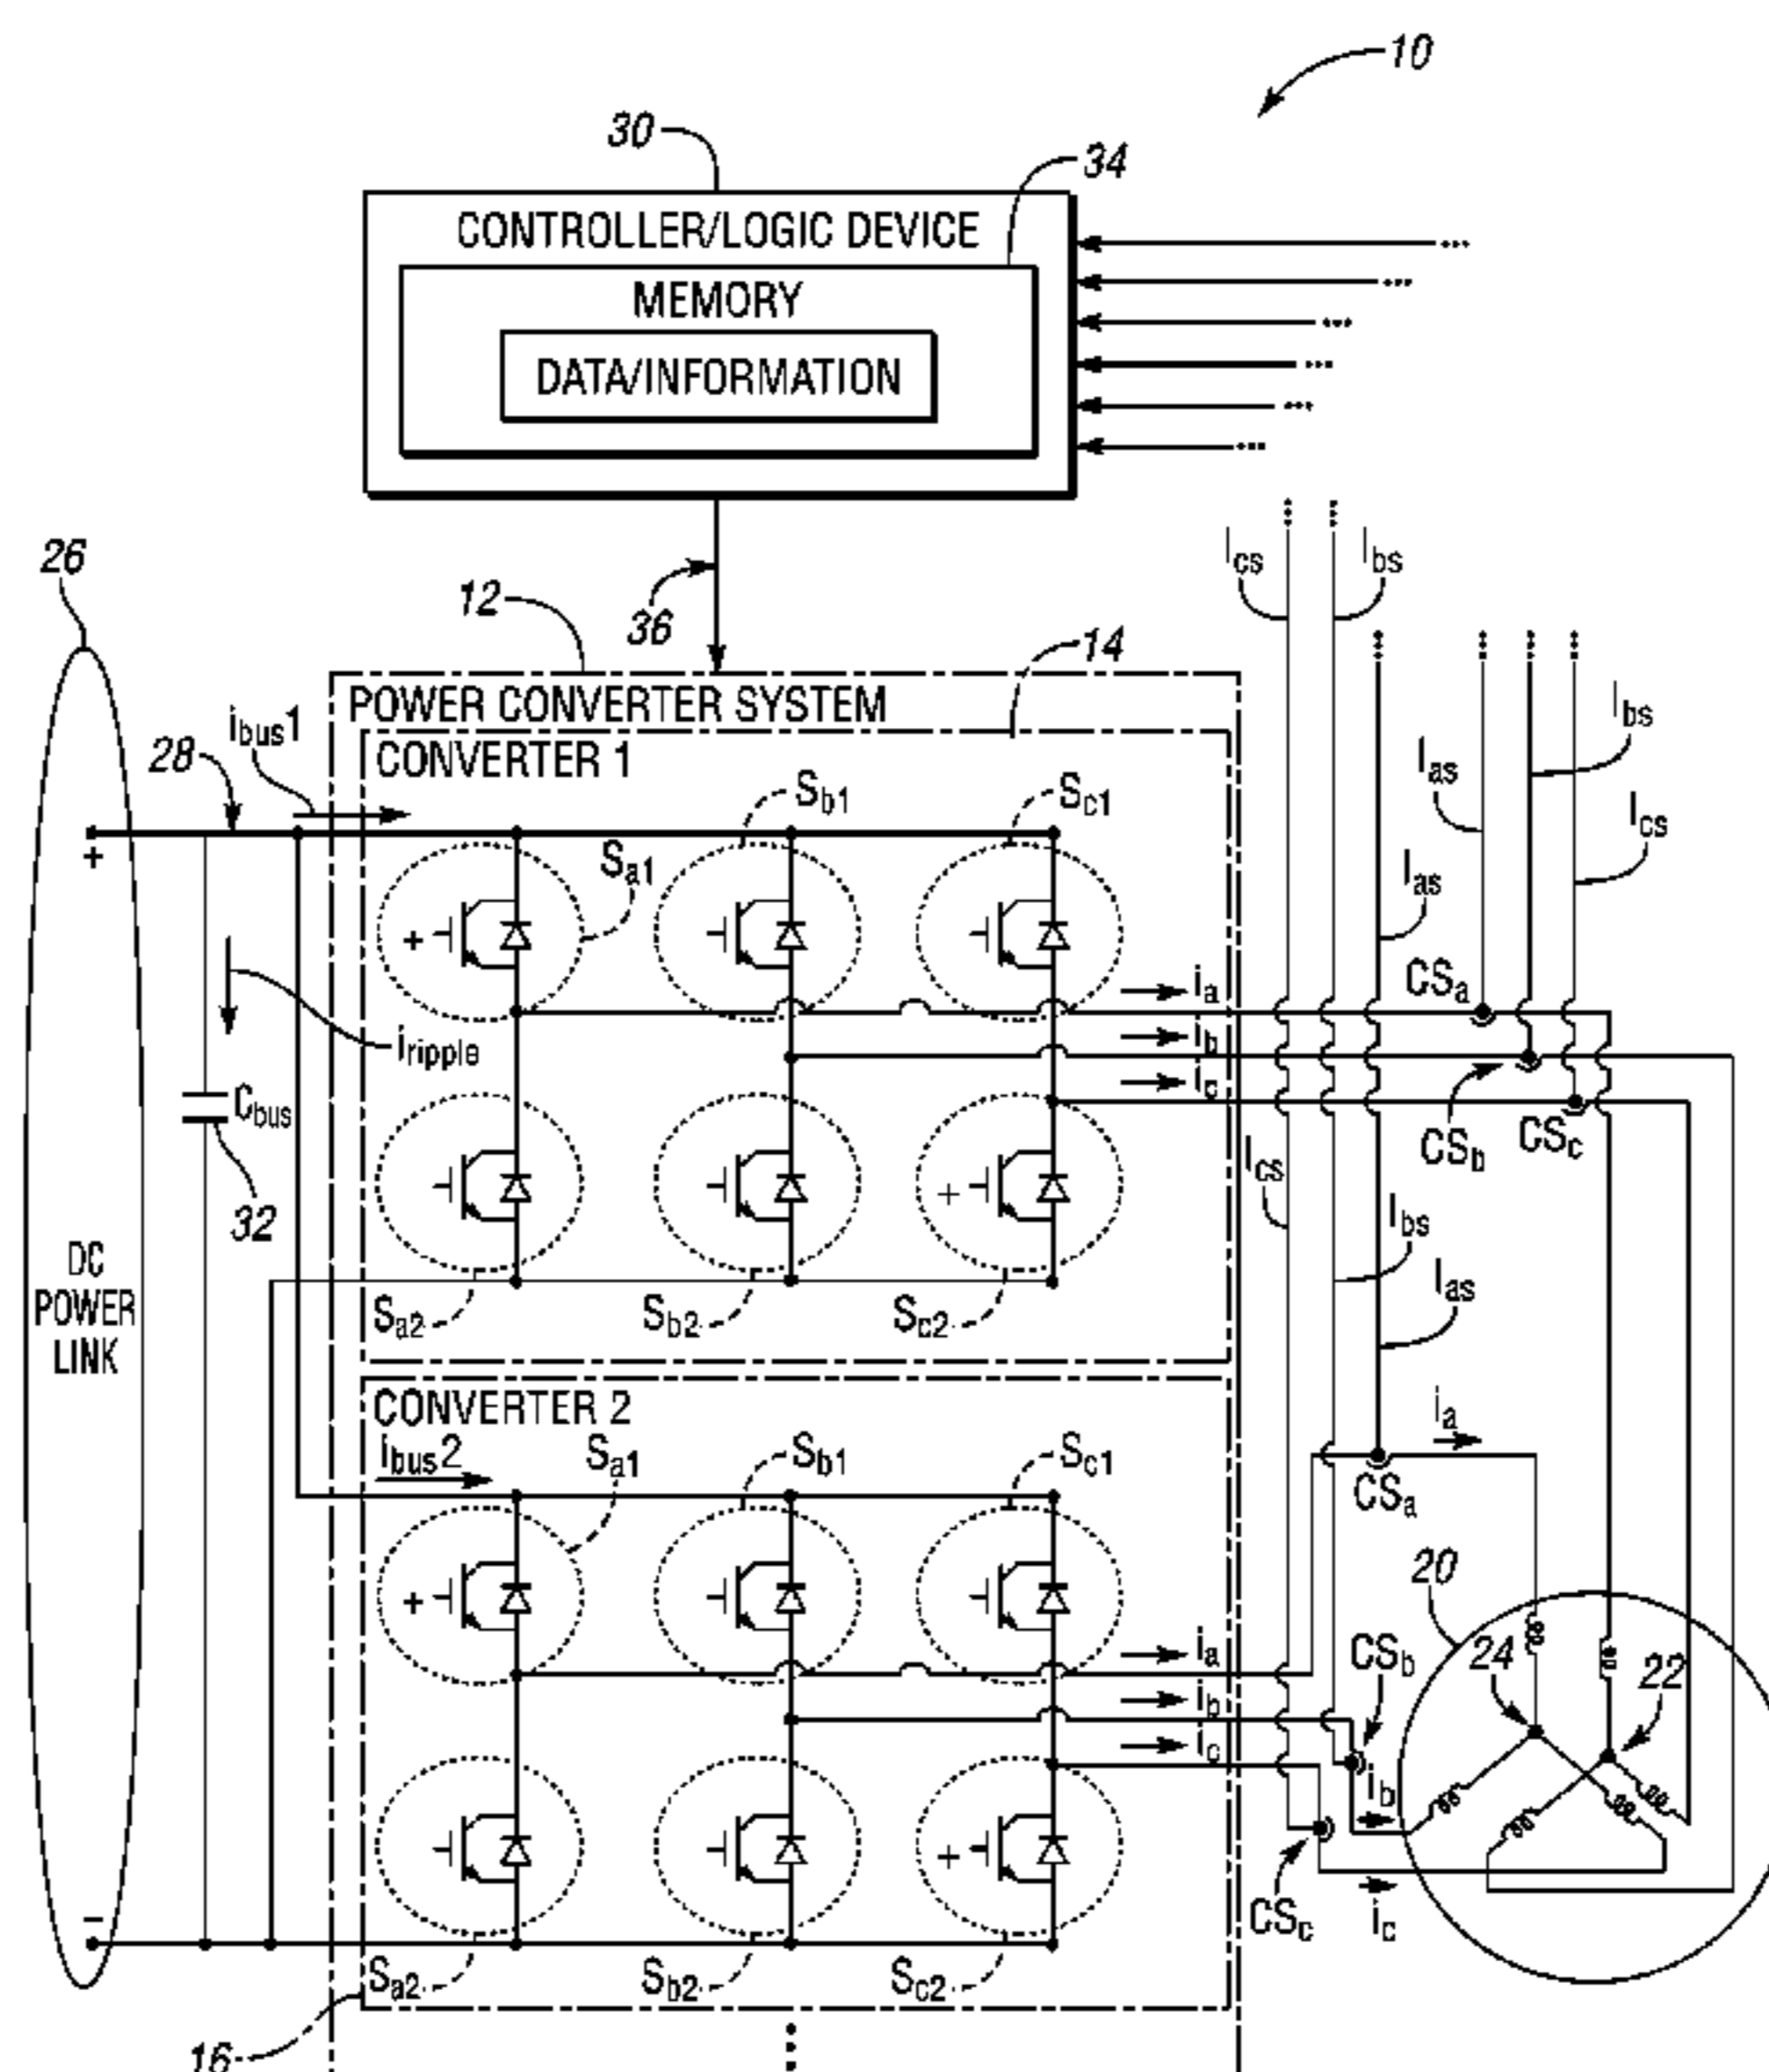 10
30
34
CONTROLLER/LOGIC DEVICE
MEMORY
DATA/INFORMATION
26
12
36
14
Ics
Ibs
POWER CONVERTER SYSTEM
CONVERTER 1
28
ibus1
Sb1
Sc1
Sa1
Ias
Ibs
Ics
Ias
+
+
CSa
ia
ib
ic
iripple
Cbus
32
CSb
CSc
Ics
+
Ibs
Ias
Sa2
Sb2
Sc2
DC
POWER
LINK
CONVERTER 2
ibus2
Sa1
Sb1
Sc1
ia
CSa
+
20
24
22
CSb
ia
ib
ic
ib
+
CSc
ic
−
Sa2
Sb2
Sc2
16